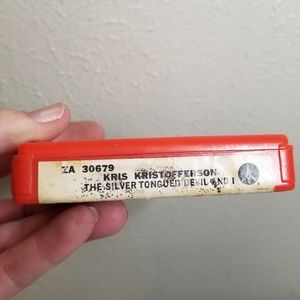 ZA 30679
KRIS KRISTOFFERSON
THE SILVER TONGUED DEVIL AND I